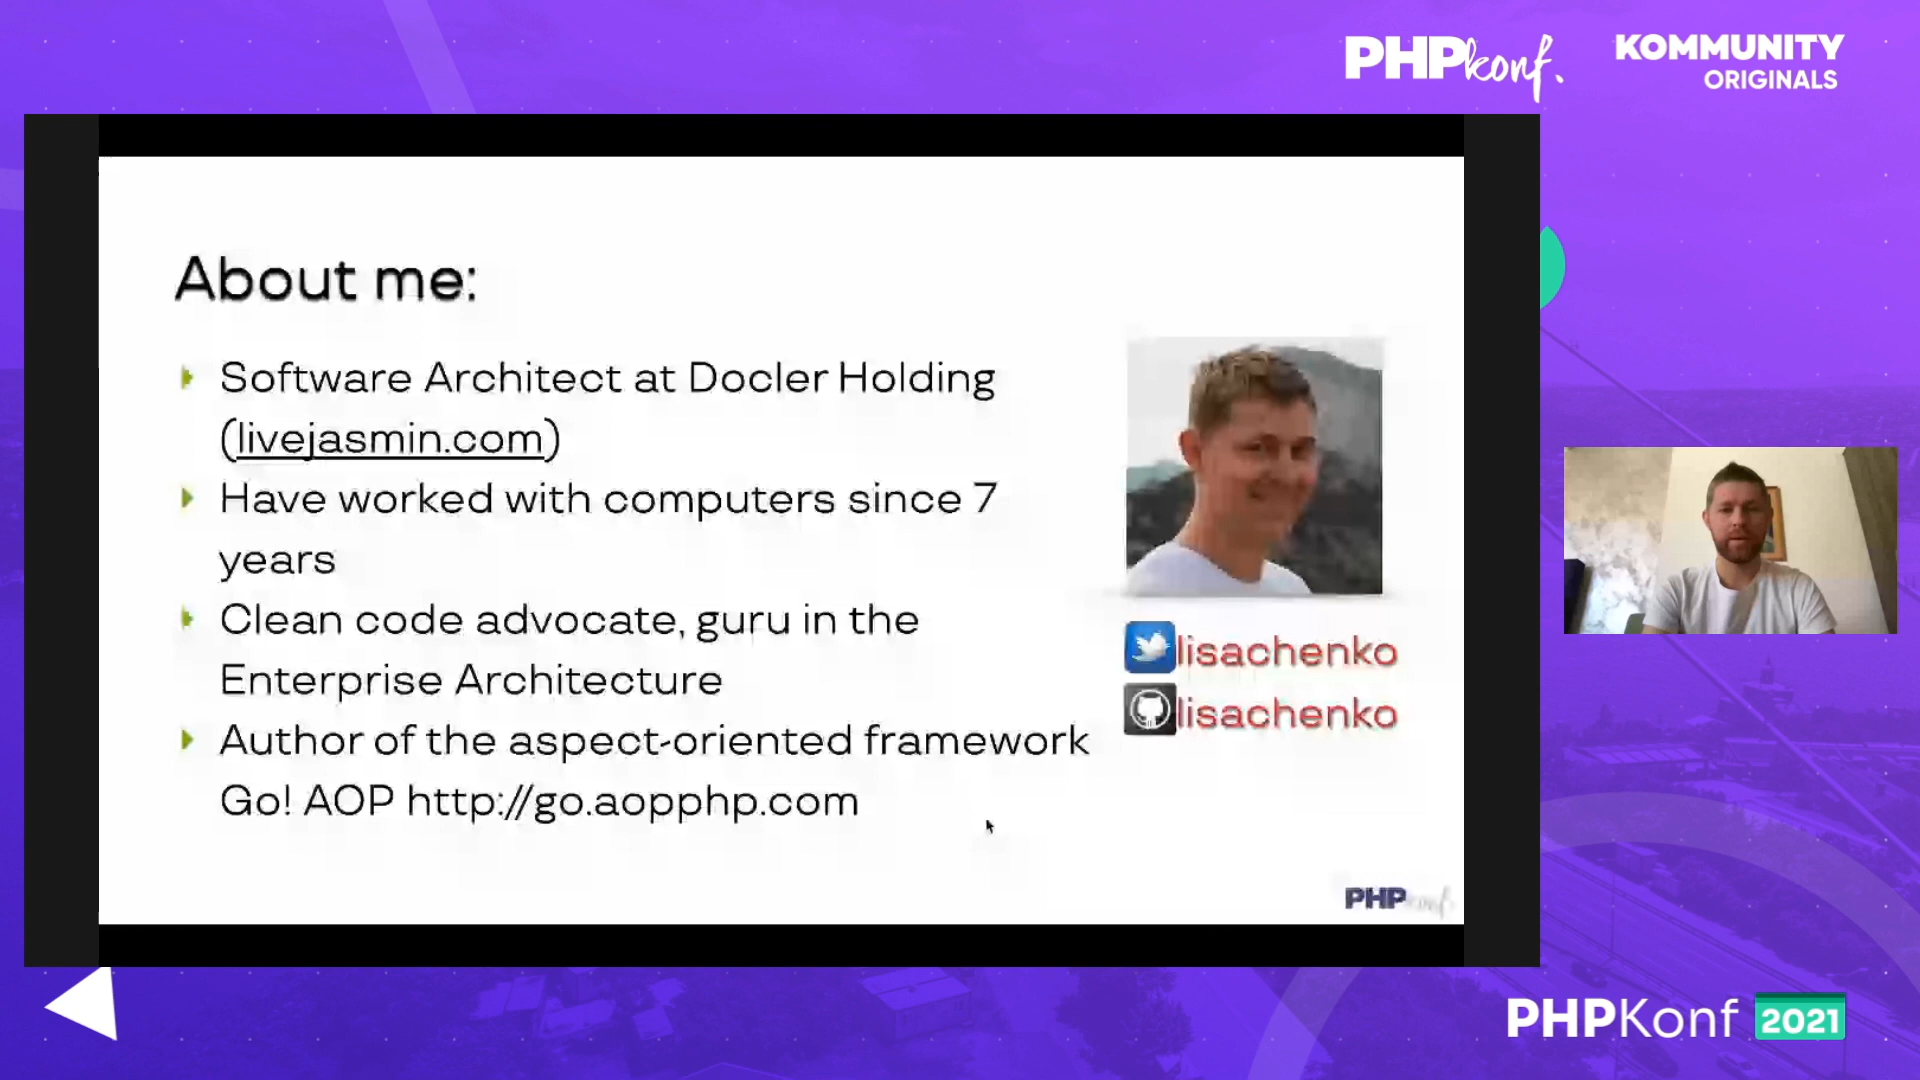 PHPkonf.
KOMMUNITY
ORIGINALS
About me:
Software Architect at Docler Holding
(livejasmin.com)
Have worked with computers since 7
years
Clean code advocate, guru in the
Enterprise Architecture
Author of the aspect-oriented framework
Go! AOP http://go.aopphp.com
lisachenko
lisachenko
PHPkonf.
PHPKonf 2021